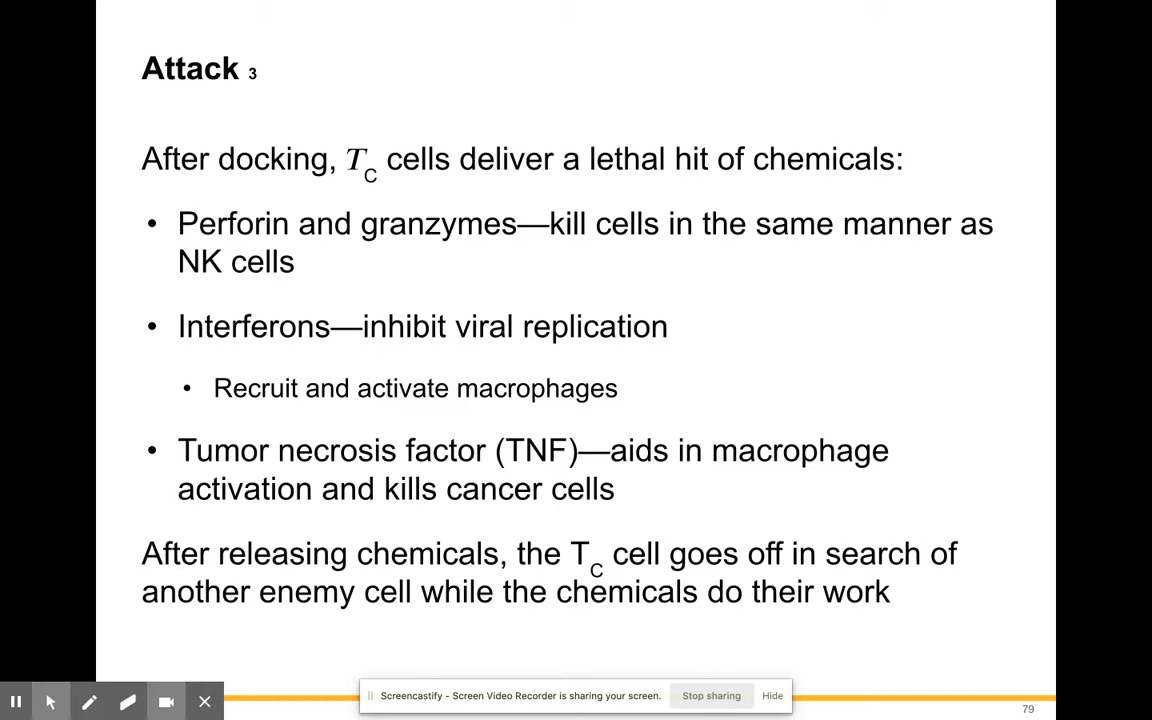 Attack 3
After docking, TC cells deliver a lethal hit of chemicals:
• Perforin and granzymes—kill cells in the same manner as
NK cells
• Interferons—inhibit viral replication
• Recruit and activate macrophages
• Tumor necrosis factor (TNF)—aids in macrophage
activation and kills cancer cells
After releasing chemicals, the TC cell goes off in search of
another enemy cell while the chemicals do their work
Screencastify - Screen Video Recorder is sharing your screen. Stop sharing Hide
79